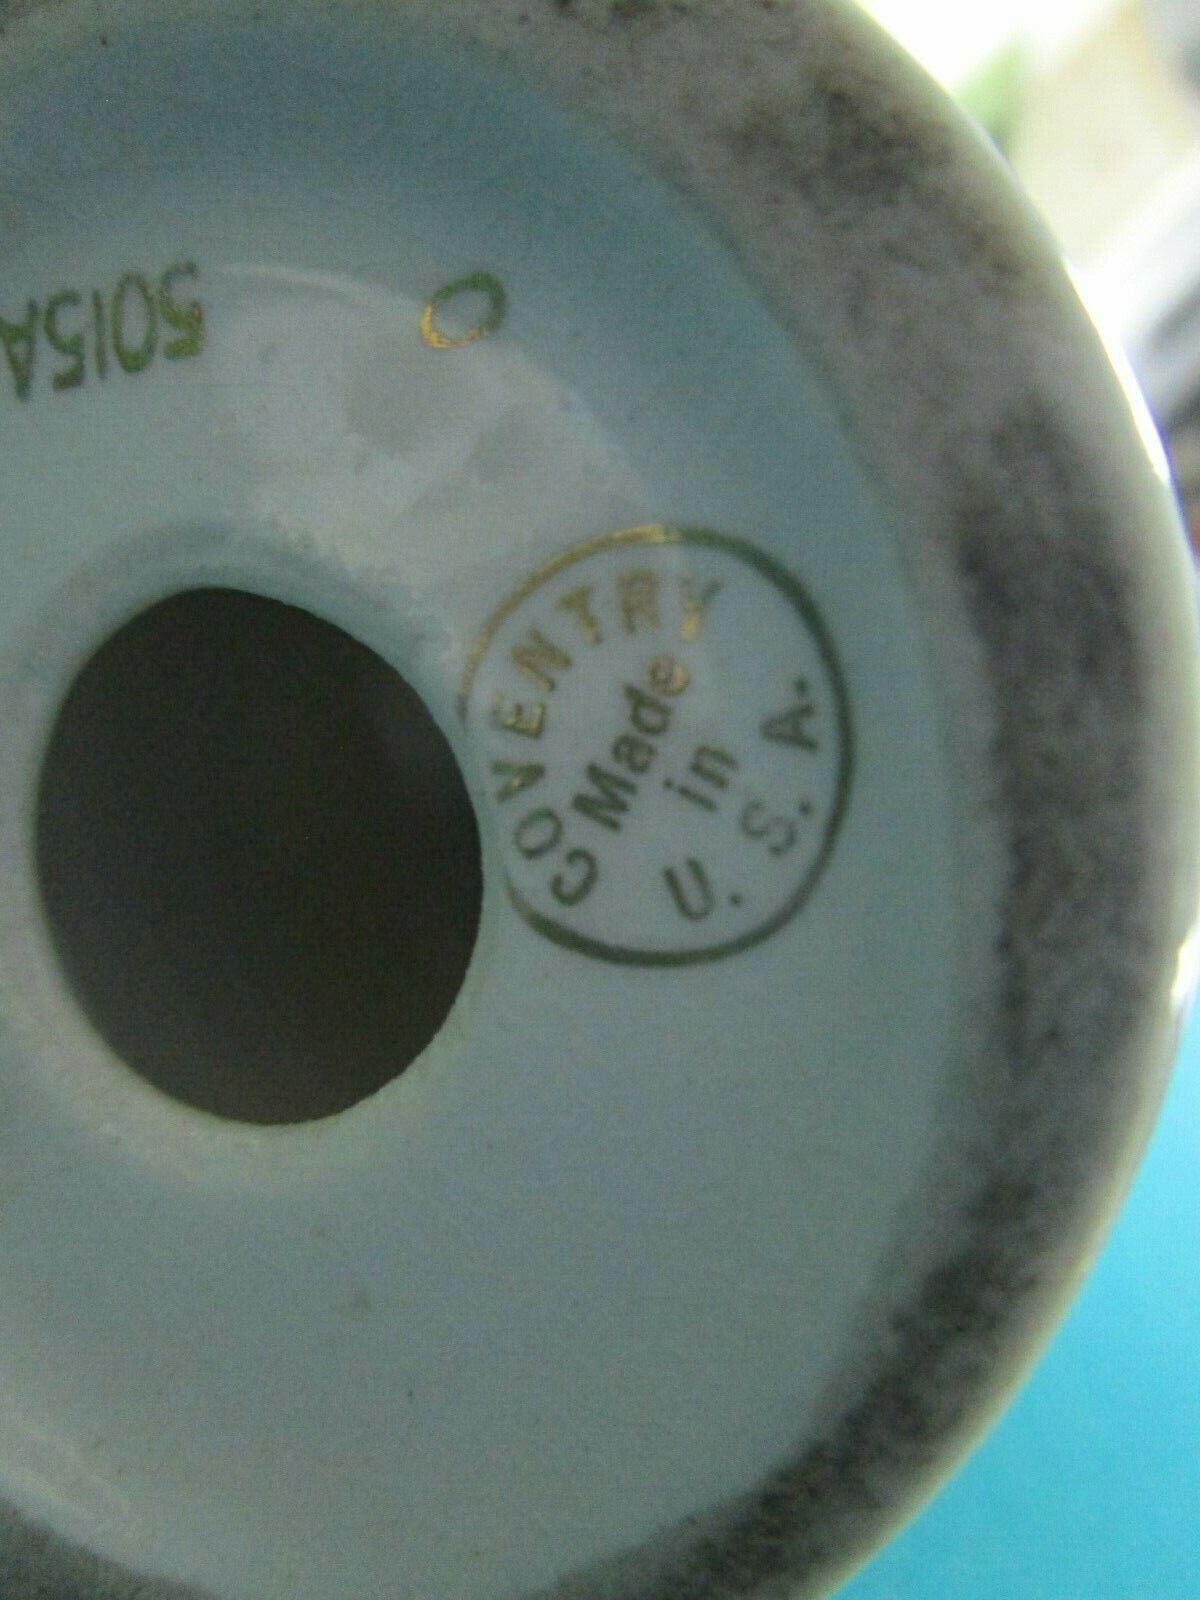 5015A
O
COVENTRY
Made
in
U. S. A.